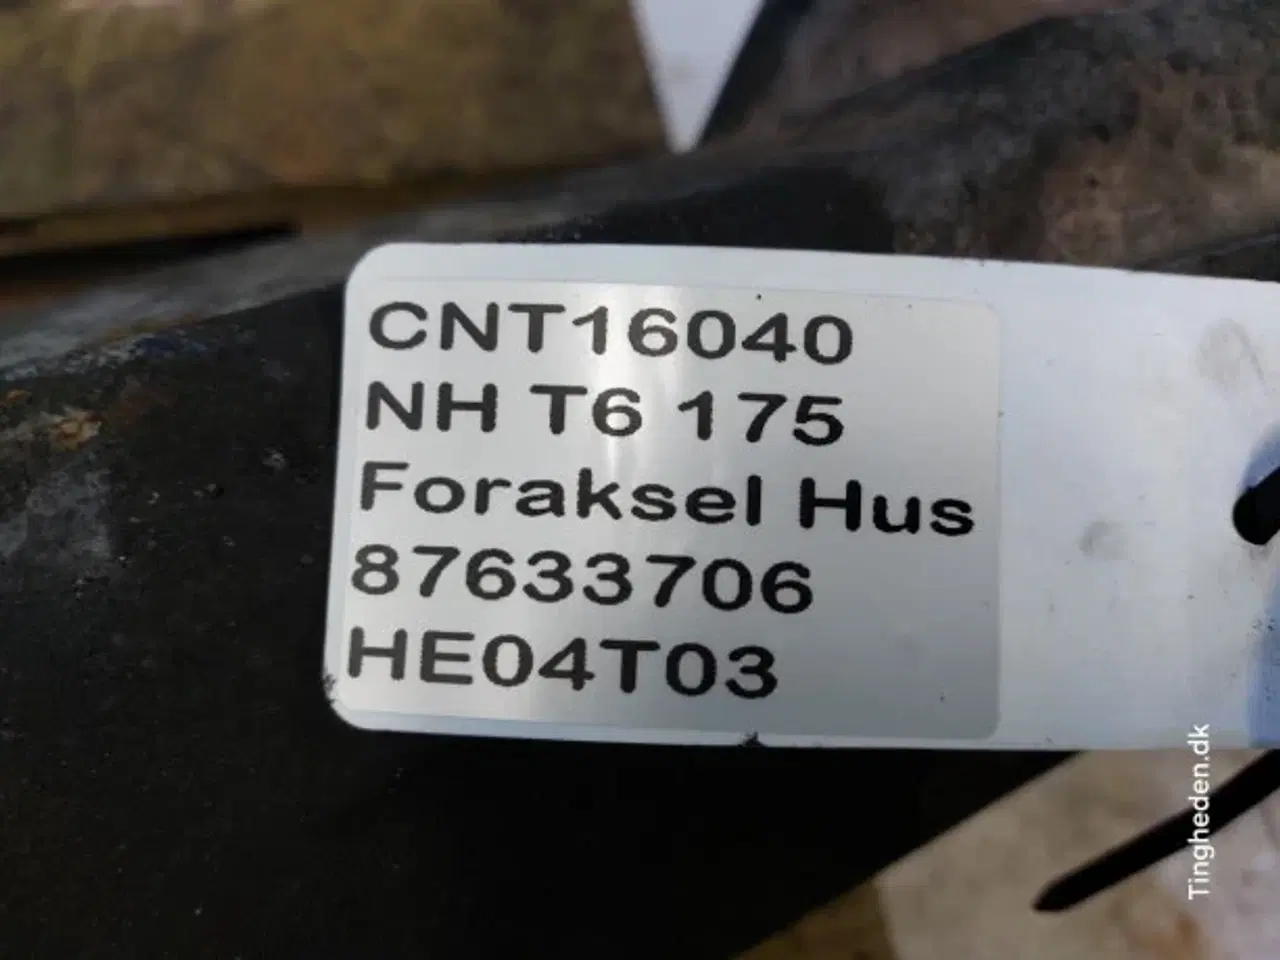 CNT16040
NH T6 175
Foraksel Hus
87633706
HE04T03
Tingheden.dk